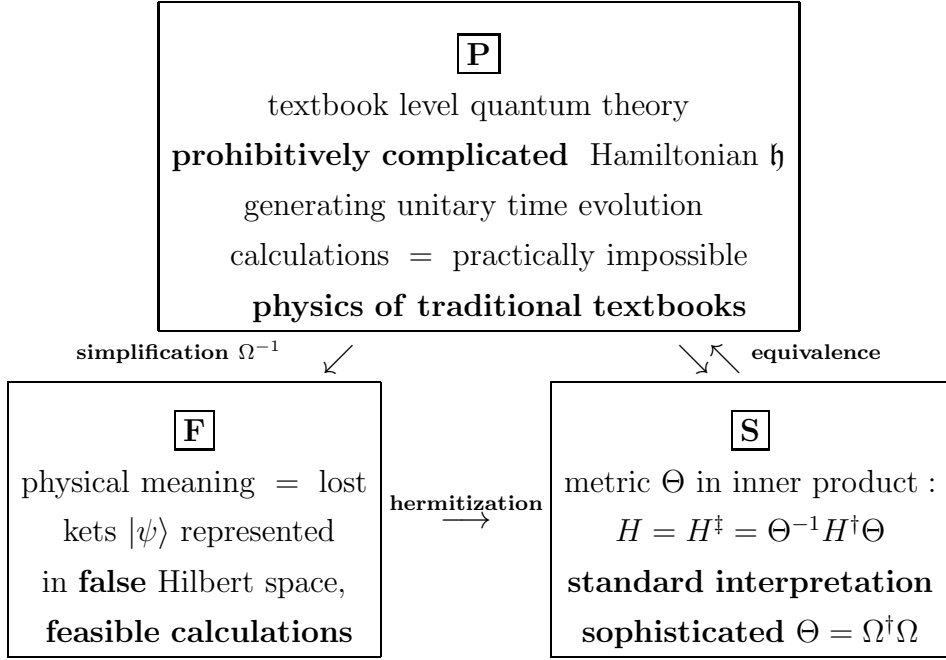 P
textbook level quantum theory
prohibitively complicated Hamiltonian 𝔥
generating unitary time evolution
calculations = practically impossible
physics of traditional textbooks
simplification Ω⁻¹
equivalence
F
physical meaning = lost
kets |ψ⟩ represented
in false Hilbert space,
feasible calculations
hermitization
S
metric Θ in inner product :
H = H‡ = Θ⁻¹H†Θ
standard interpretation
sophisticated Θ = Ω†Ω